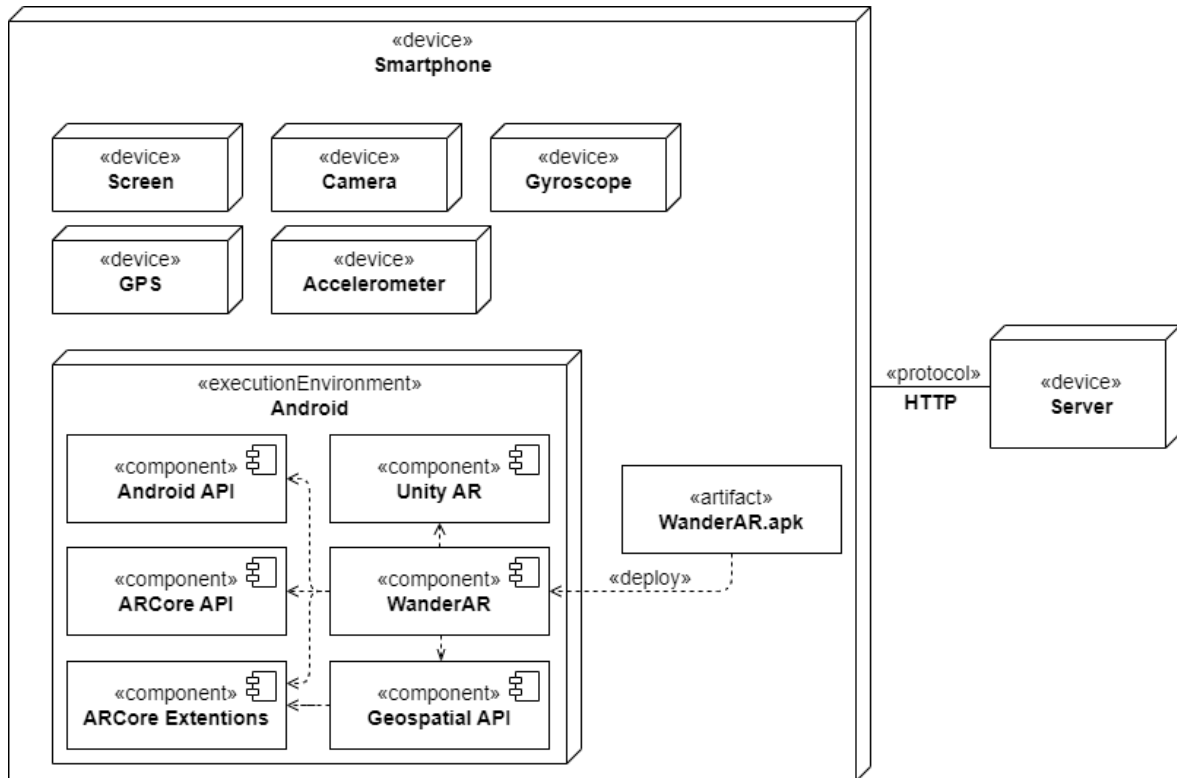 «device»
Smartphone
«device»
Screen
«device»
Camera
«device»
Gyroscope
«device»
GPS
«device»
Accelerometer
«executionEnvironment»
Android
«component»
Android API
«component»
Unity AR
«component»
ARCore API
«component»
WanderAR
«component»
ARCore Extentions
«component»
Geospatial API
«artifact»
WanderAR.apk
«deploy»
«protocol»
HTTP
«device»
Server